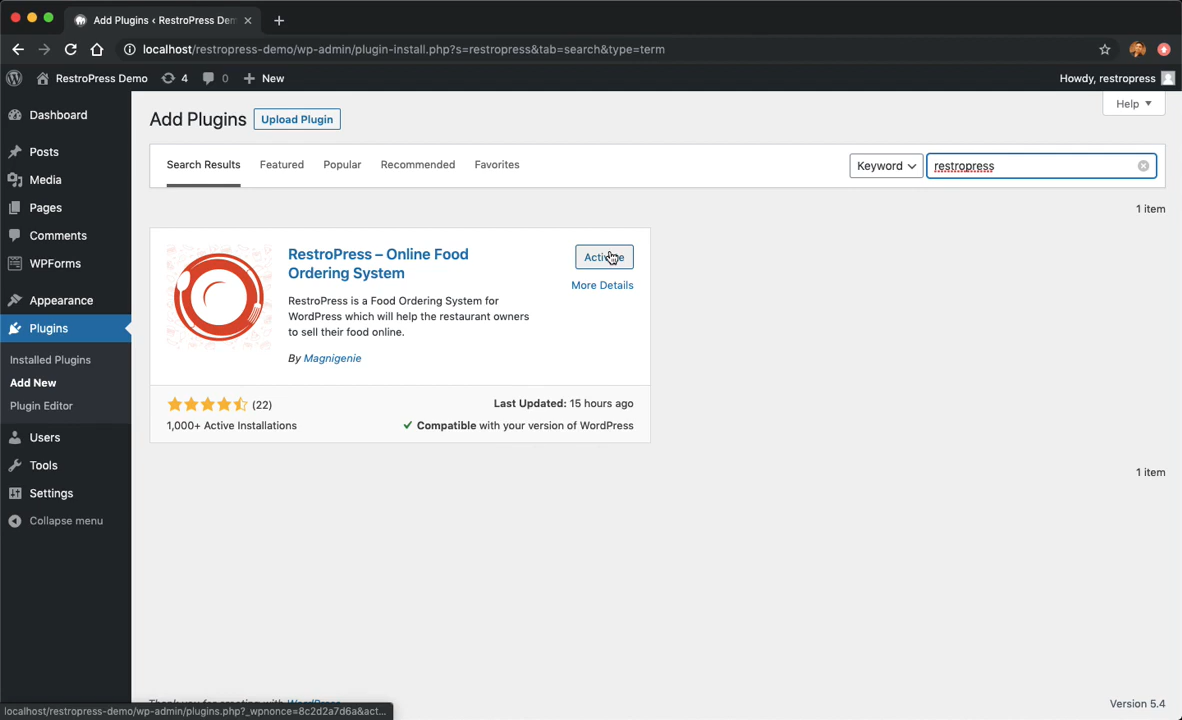 Add Plugins ‹ RestroPress Dem
localhost/restropress-demo/wp-admin/plugin-install.php?s=restropress&tab=search&type=term
RestroPress Demo 4 0 New
Howdy, restropress
Dashboard
Posts
Media
Pages
Comments
WPForms
Appearance
Plugins
Installed Plugins
Add New
Plugin Editor
Users
Tools
Settings
Collapse menu
Add Plugins Upload Plugin
Help
Search Results Featured Popular Recommended Favorites
Keyword restropress
1 item
RestroPress – Online Food
Ordering System
RestroPress is a Food Ordering System for
WordPress which will help the restaurant owners
to sell their food online.
By Magnigenie
More Details
(22)
1,000+ Active Installations
Last Updated: 15 hours ago
Compatible with your version of WordPress
1 item
Version 5.4
localhost/restropress-demo/wp-admin/plugins.php?_wpnonce=8c2d2a7d6a&act...